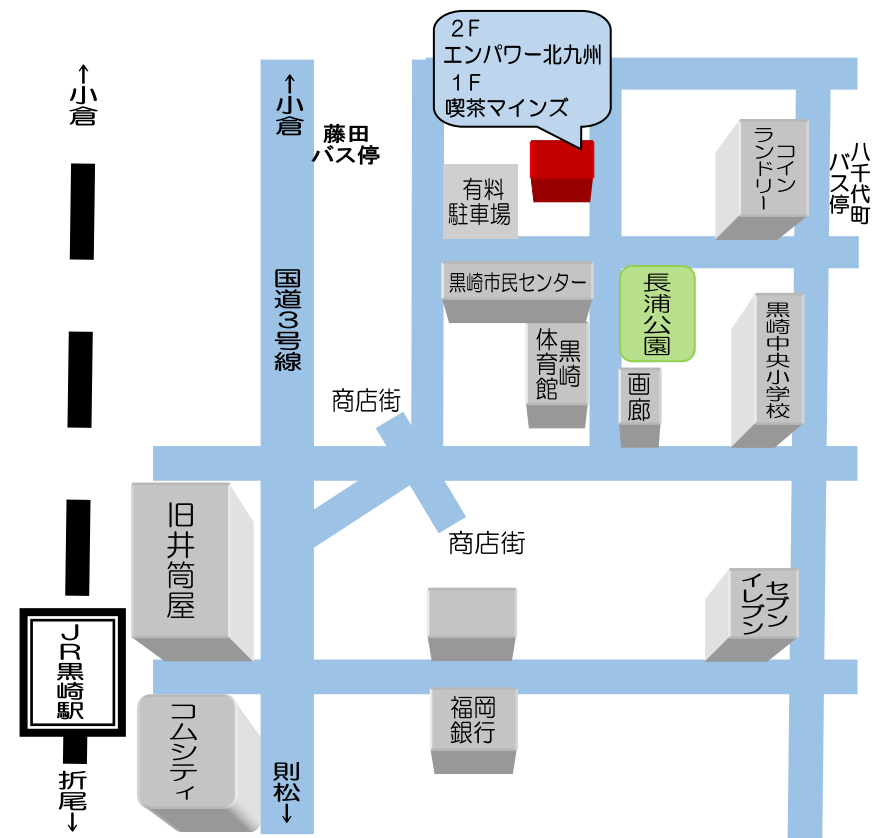 ２Ｆ
エンパワー北九州
１Ｆ
喫茶マインズ
↑小倉
↑小倉
藤田
バス停
有料
駐車場
コイン
ランドリー
八千代町
バス停
国道３号線
黒崎市民センター
長浦公園
黒崎
体育館
画廊
黒崎中央小学校
商店街
商店街
旧井筒屋
セブン
イレブン
ＪＲ黒崎駅
コムシティ
福岡
銀行
則松↓
折尾↓